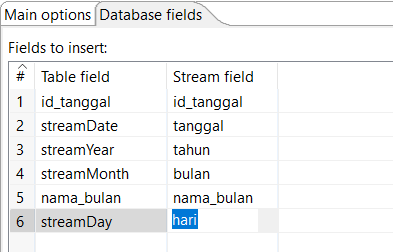 Main options Database fields
Fields to insert:
# Table field Stream field
1 id_tanggal id_tanggal
2 streamDate tanggal
3 streamYear tahun
4 streamMonth bulan
5 nama_bulan nama_bulan
6 streamDay hari